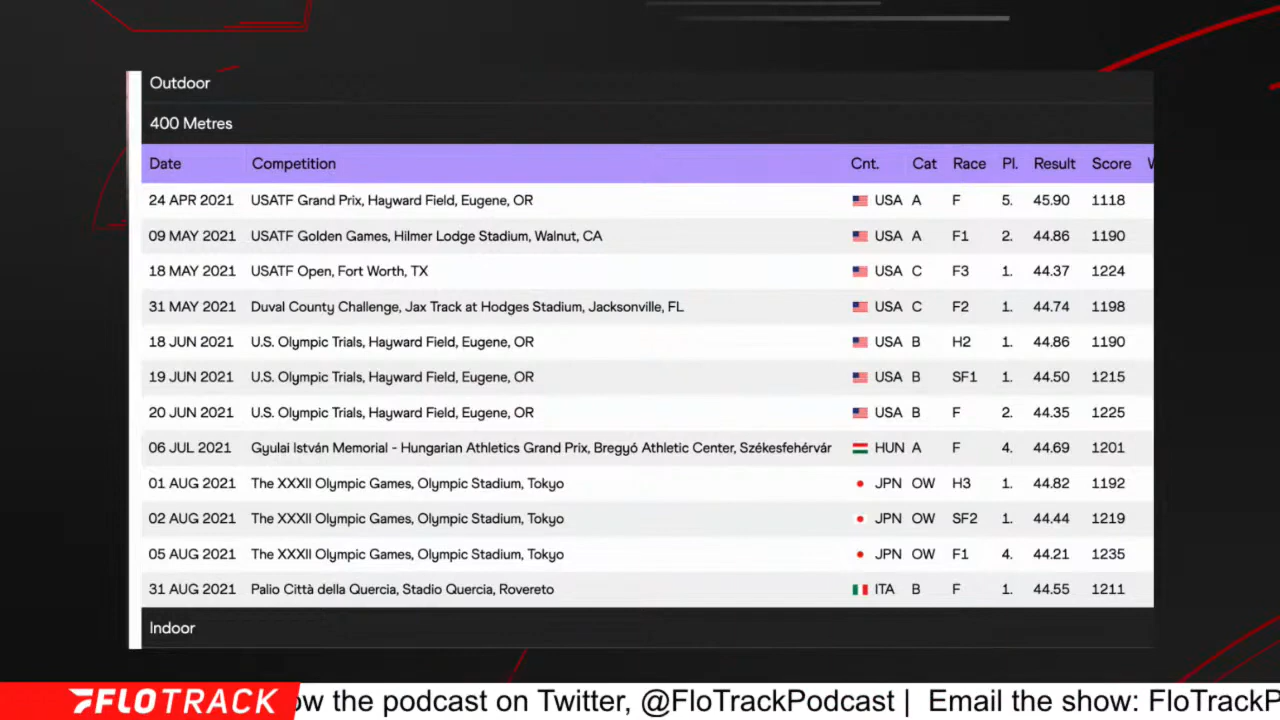 Outdoor
400 Metres
Date Competition Cnt. Cat Race Pl. Result Score
24 APR 2021 USATF Grand Prix, Hayward Field, Eugene, OR USA A F 5. 45.90 1118
09 MAY 2021 USATF Golden Games, Hilmer Lodge Stadium, Walnut, CA USA A F1 2. 44.86 1190
18 MAY 2021 USATF Open, Fort Worth, TX USA C F3 1. 44.37 1224
31 MAY 2021 Duval County Challenge, Jax Track at Hodges Stadium, Jacksonville, FL USA C F2 1. 44.74 1198
18 JUN 2021 U.S. Olympic Trials, Hayward Field, Eugene, OR USA B H2 1. 44.86 1190
19 JUN 2021 U.S. Olympic Trials, Hayward Field, Eugene, OR USA B SF1 1. 44.50 1215
20 JUN 2021 U.S. Olympic Trials, Hayward Field, Eugene, OR USA B F 2. 44.35 1225
06 JUL 2021 Gyulai István Memorial - Hungarian Athletics Grand Prix, Bregyó Athletic Center, Székesfehérvár HUN A F 4. 44.69 1201
01 AUG 2021 The XXXII Olympic Games, Olympic Stadium, Tokyo JPN OW H3 1. 44.82 1192
02 AUG 2021 The XXXII Olympic Games, Olympic Stadium, Tokyo JPN OW SF2 1. 44.44 1219
05 AUG 2021 The XXXII Olympic Games, Olympic Stadium, Tokyo JPN OW F1 4. 44.21 1235
31 AUG 2021 Palio Città della Quercia, Stadio Quercia, Rovereto ITA B F 1. 44.55 1211
Indoor
FLOTRACK ow the podcast on Twitter, @FloTrackPodcast | Email the show: FloTrackP